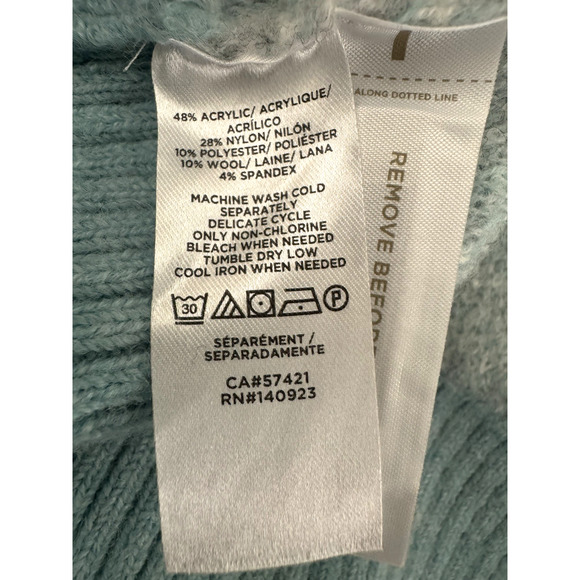 48% ACRYLIC/ ACRYLIQUE/
ACRÍLICO
28% NYLON/ NILÓN
10% POLYESTER/ POLIÉSTER
10% WOOL/ LAINE/ LANA
4% SPANDEX
MACHINE WASH COLD
SEPARATELY
DELICATE CYCLE
ONLY NON-CHLORINE
BLEACH WHEN NEEDED
TUMBLE DRY LOW
COOL IRON WHEN NEEDED
30 P
SÉPARÉMENT /
SEPARADAMENTE
CA#57421
RN#140923
ALONG DOTTED LINE
REMOVE BEFOR